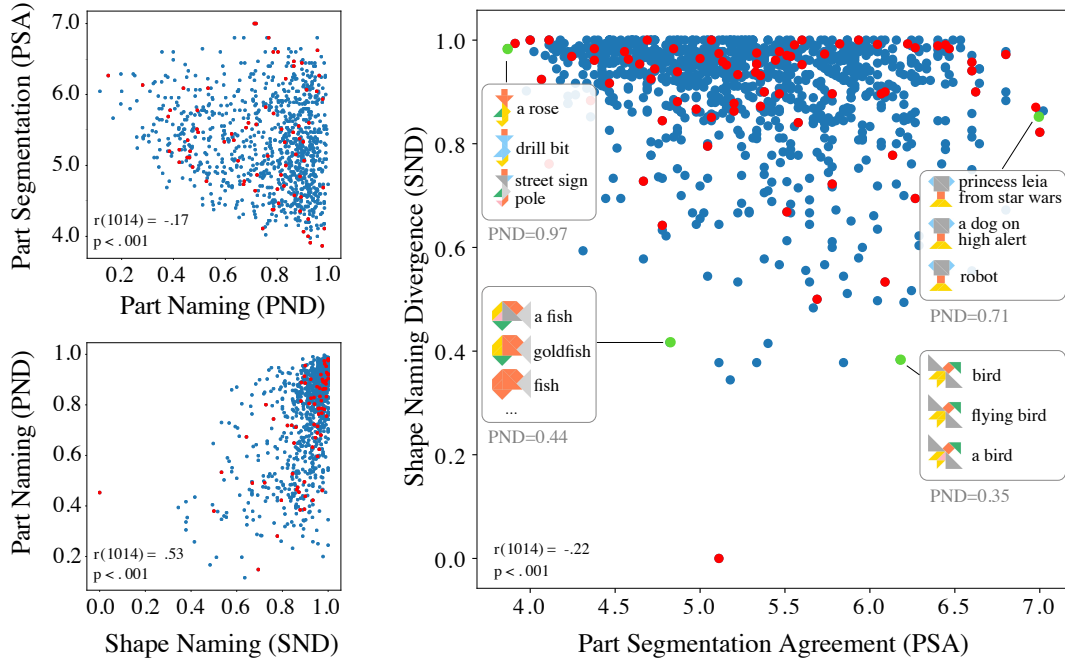 Part Segmentation (PSA)
7.0
6.0
5.0
4.0
r(1014) = -.17
p < .001
0.2
0.4
0.6
0.8
1.0
Part Naming (PND)
Part Naming (PND)
1.0
0.8
0.6
0.4
0.2
r(1014) = .53
p < .001
0.0
0.2
0.4
0.6
0.8
1.0
Shape Naming (SND)
Shape Naming Divergence (SND)
1.0
0.8
0.6
0.4
0.2
0.0
a rose
drill bit
street sign
pole
PND=0.97
princess leia
from star wars
a dog on
high alert
robot
PND=0.71
a fish
goldfish
fish
...
PND=0.44
bird
flying bird
a bird
PND=0.35
r(1014) = -.22
p < .001
4.0
4.5
5.0
5.5
6.0
6.5
7.0
Part Segmentation Agreement (PSA)